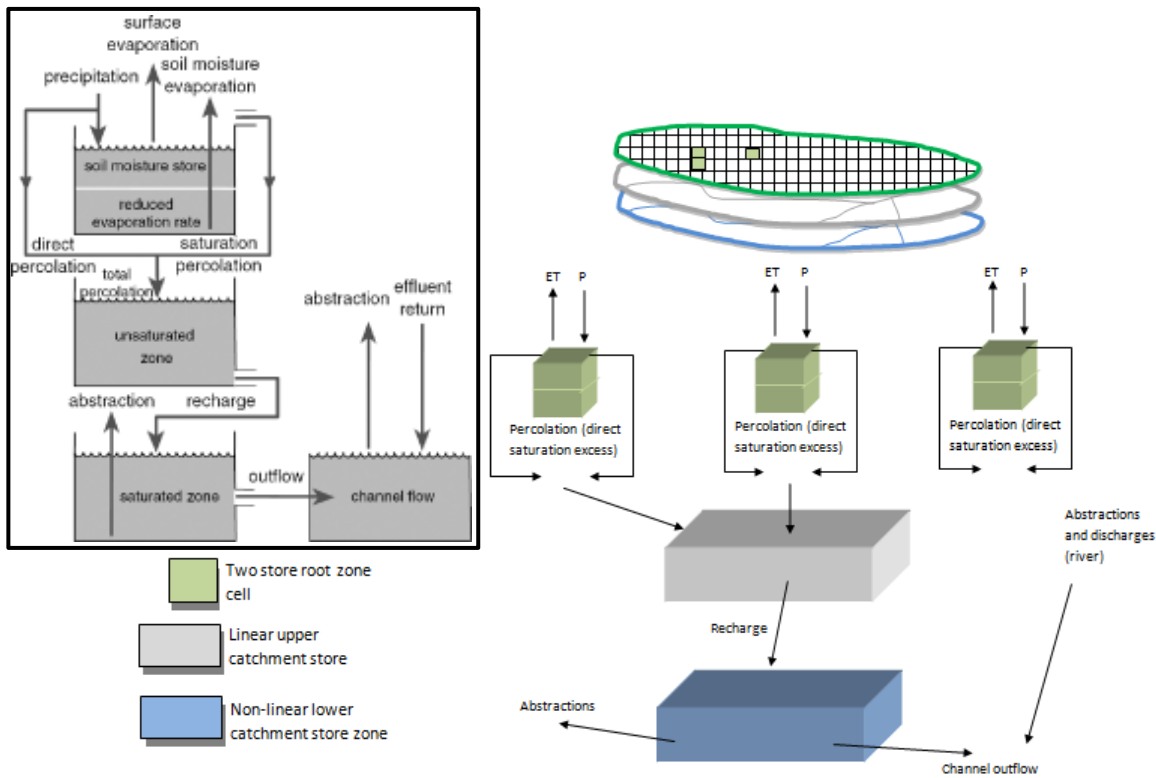 surface
evaporation
soil moisture
evaporation
precipitation
soil moisture store
reduced
evaporation rate
direct
percolation
saturation
percolation
total
percolation
unsaturated
zone
abstraction
recharge
saturated zone
outflow
abstraction
effluent
return
channel flow
ET
P
ET
P
ET
P
Percolation (direct
saturation excess)
Percolation (direct
saturation excess)
Percolation (direct
saturation excess)
Abstractions
and discharges
(river)
Recharge
Abstractions
Channel outflow
Two store root zone
cell
Linear upper
catchment store
Non-linear lower
catchment store zone